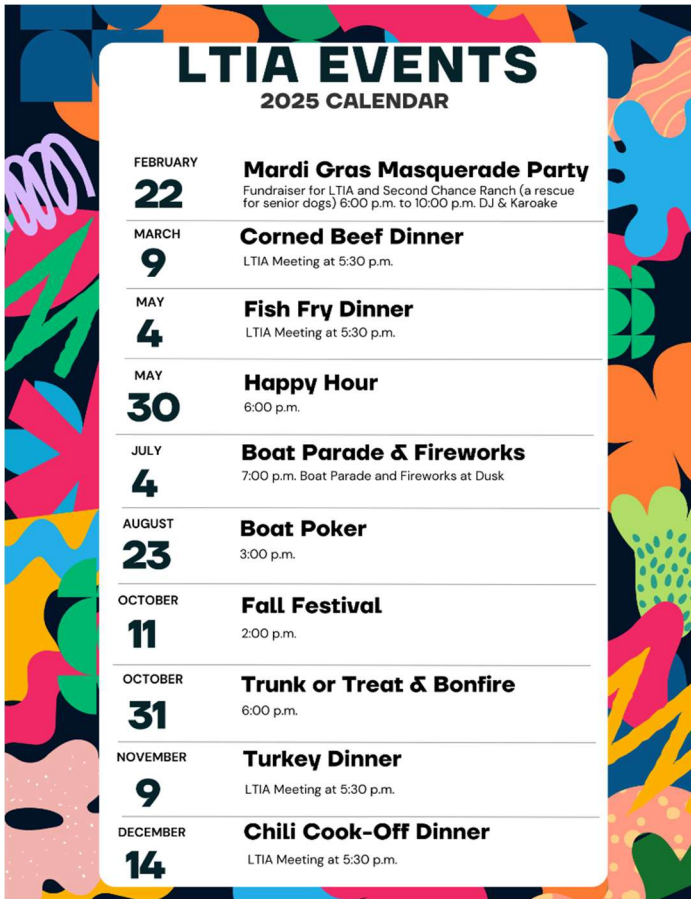 LTIA EVENTS
2025 CALENDAR
FEBRUARY
22
Mardi Gras Masquerade Party
Fundraiser for LTIA and Second Chance Ranch (a rescue
for senior dogs) 6:00 p.m. to 10:00 p.m. DJ & Karoake
MARCH
9
Corned Beef Dinner
LTIA Meeting at 5:30 p.m.
MAY
4
Fish Fry Dinner
LTIA Meeting at 5:30 p.m.
MAY
30
Happy Hour
6:00 p.m.
JULY
4
Boat Parade & Fireworks
7:00 p.m. Boat Parade and Fireworks at Dusk
AUGUST
23
Boat Poker
3:00 p.m.
OCTOBER
11
Fall Festival
2:00 p.m.
OCTOBER
31
Trunk or Treat & Bonfire
6:00 p.m.
NOVEMBER
9
Turkey Dinner
LTIA Meeting at 5:30 p.m.
DECEMBER
14
Chili Cook-Off Dinner
LTIA Meeting at 5:30 p.m.